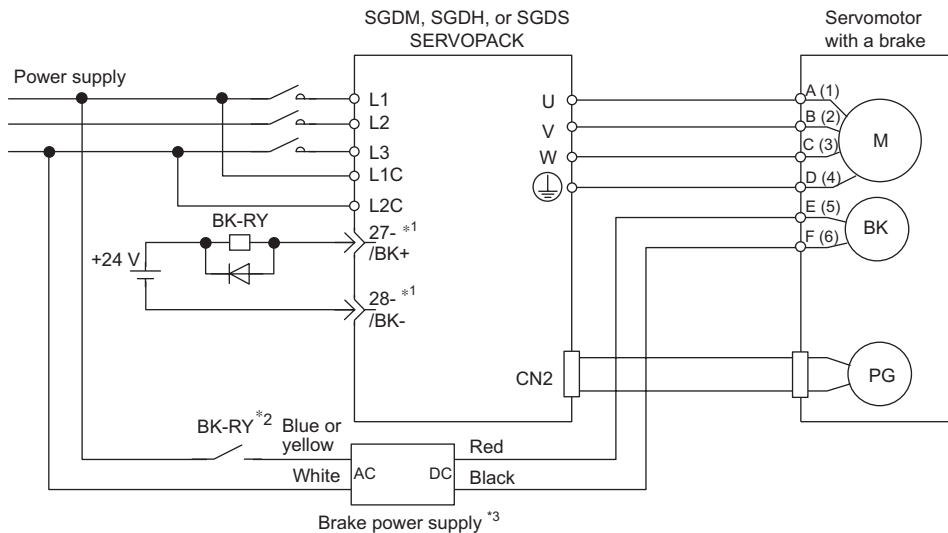 SGDM, SGDH, or SGDS
SERVOPACK
Servomotor
with a brake
Power supply
L1
L2
L3
L1C
L2C
U
V
W
A (1)
B (2)
C (3)
D (4)
M
E (5)
F (6)
BK
BK-RY
+24 V
27- *1
/BK+
28- *1
/BK-
CN2
PG
BK-RY*2
Blue or
yellow
White
AC
DC
Red
Black
Brake power supply *3